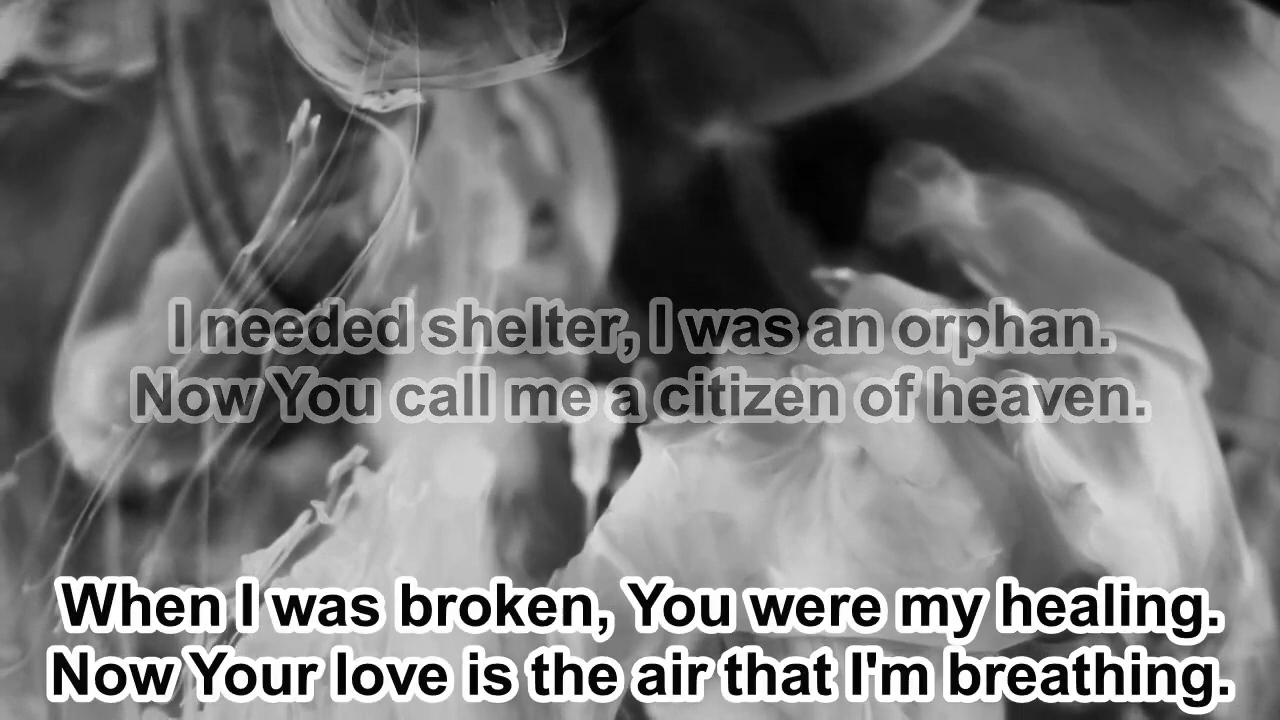 I needed shelter, I was an orphan.
Now You call me a citizen of heaven.
When I was broken, You were my healing.
Now Your love is the air that I'm breathing.